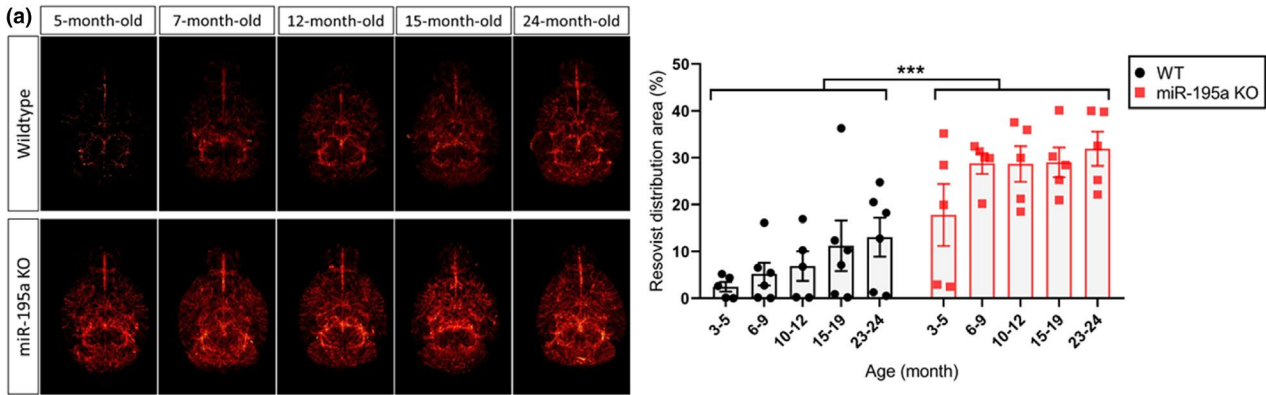 (a)
5-month-old 7-month-old 12-month-old 15-month-old 24-month-old
Wildtype
miR-195a KO
Resovist distribution area (%)
50
40
30
20
10
0
***
3-5 6-9 10-12 15-19 23-24 3-5 6-9 10-12 15-19 23-24
Age (month)
WT
miR-195a KO